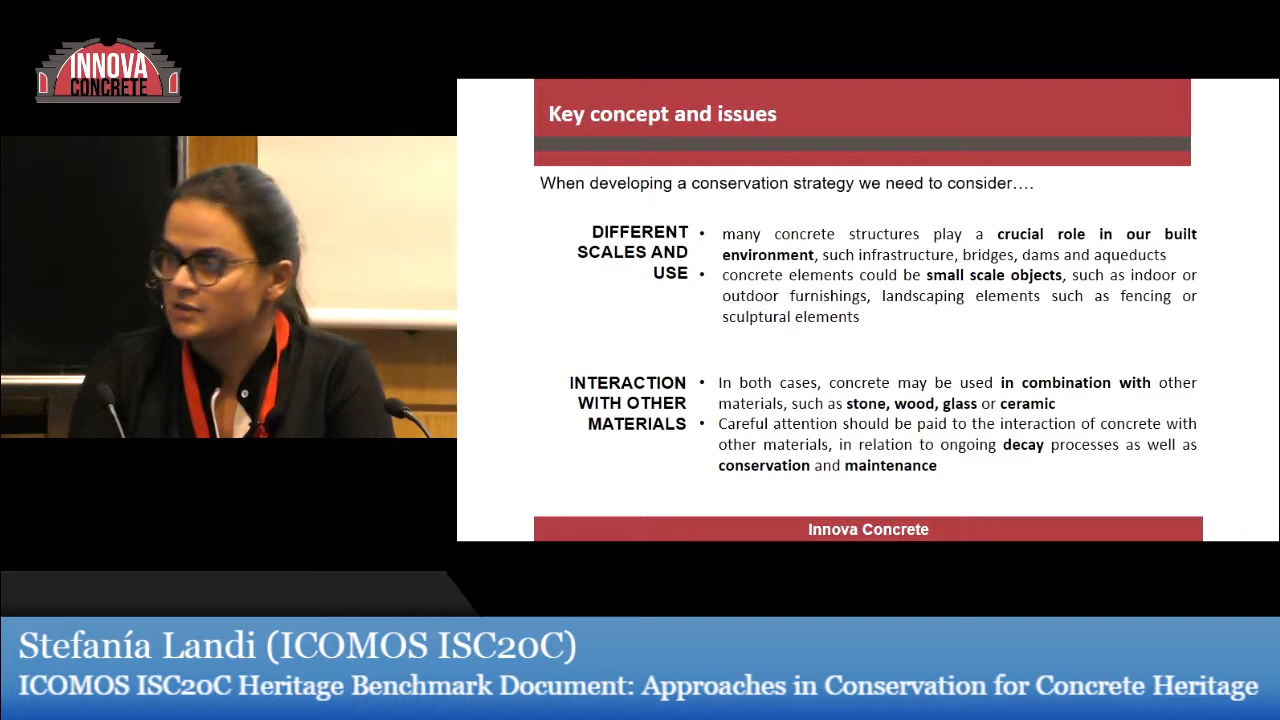 INNOVA
CONCRETE
Key concept and issues
When developing a conservation strategy we need to consider….
DIFFERENT
SCALES AND
USE
• many concrete structures play a crucial role in our built
environment, such infrastructure, bridges, dams and aqueducts
• concrete elements could be small scale objects, such as indoor or
outdoor furnishings, landscaping elements such as fencing or
sculptural elements
INTERACTION
WITH OTHER
MATERIALS
• In both cases, concrete may be used in combination with other
materials, such as stone, wood, glass or ceramic
• Careful attention should be paid to the interaction of concrete with
other materials, in relation to ongoing decay processes as well as
conservation and maintenance
Innova Concrete
Stefanía Landi (ICOMOS ISC20C)
ICOMOS ISC20C Heritage Benchmark Document: Approaches in Conservation for Concrete Heritage